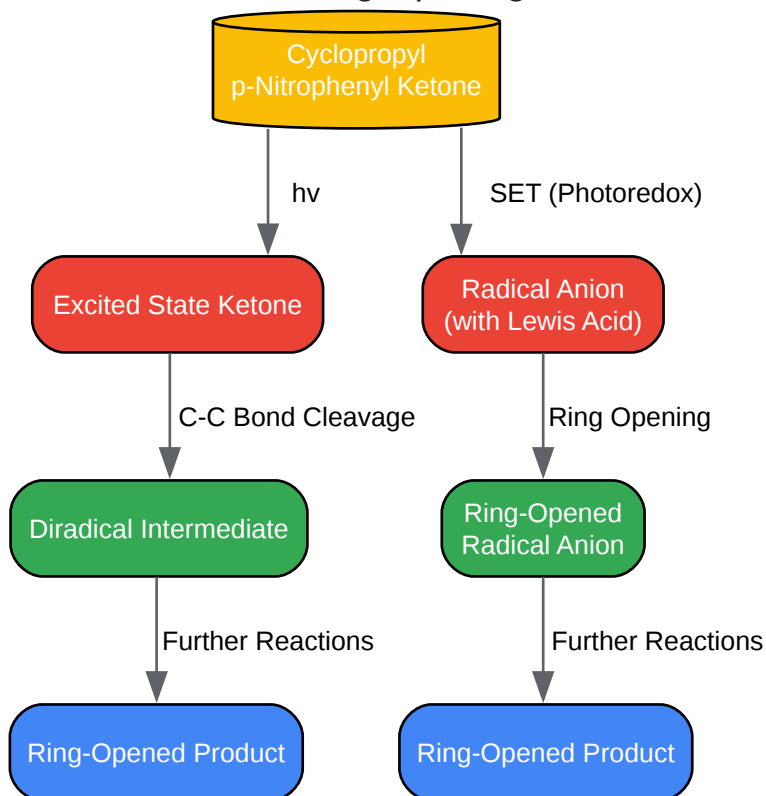 Cyclopropyl
p-Nitrophenyl Ketone
hv
SET (Photoredox)
Excited State Ketone
Radical Anion
(with Lewis Acid)
C-C Bond Cleavage
Ring Opening
Diradical Intermediate
Ring-Opened
Radical Anion
Further Reactions
Further Reactions
Ring-Opened Product
Ring-Opened Product